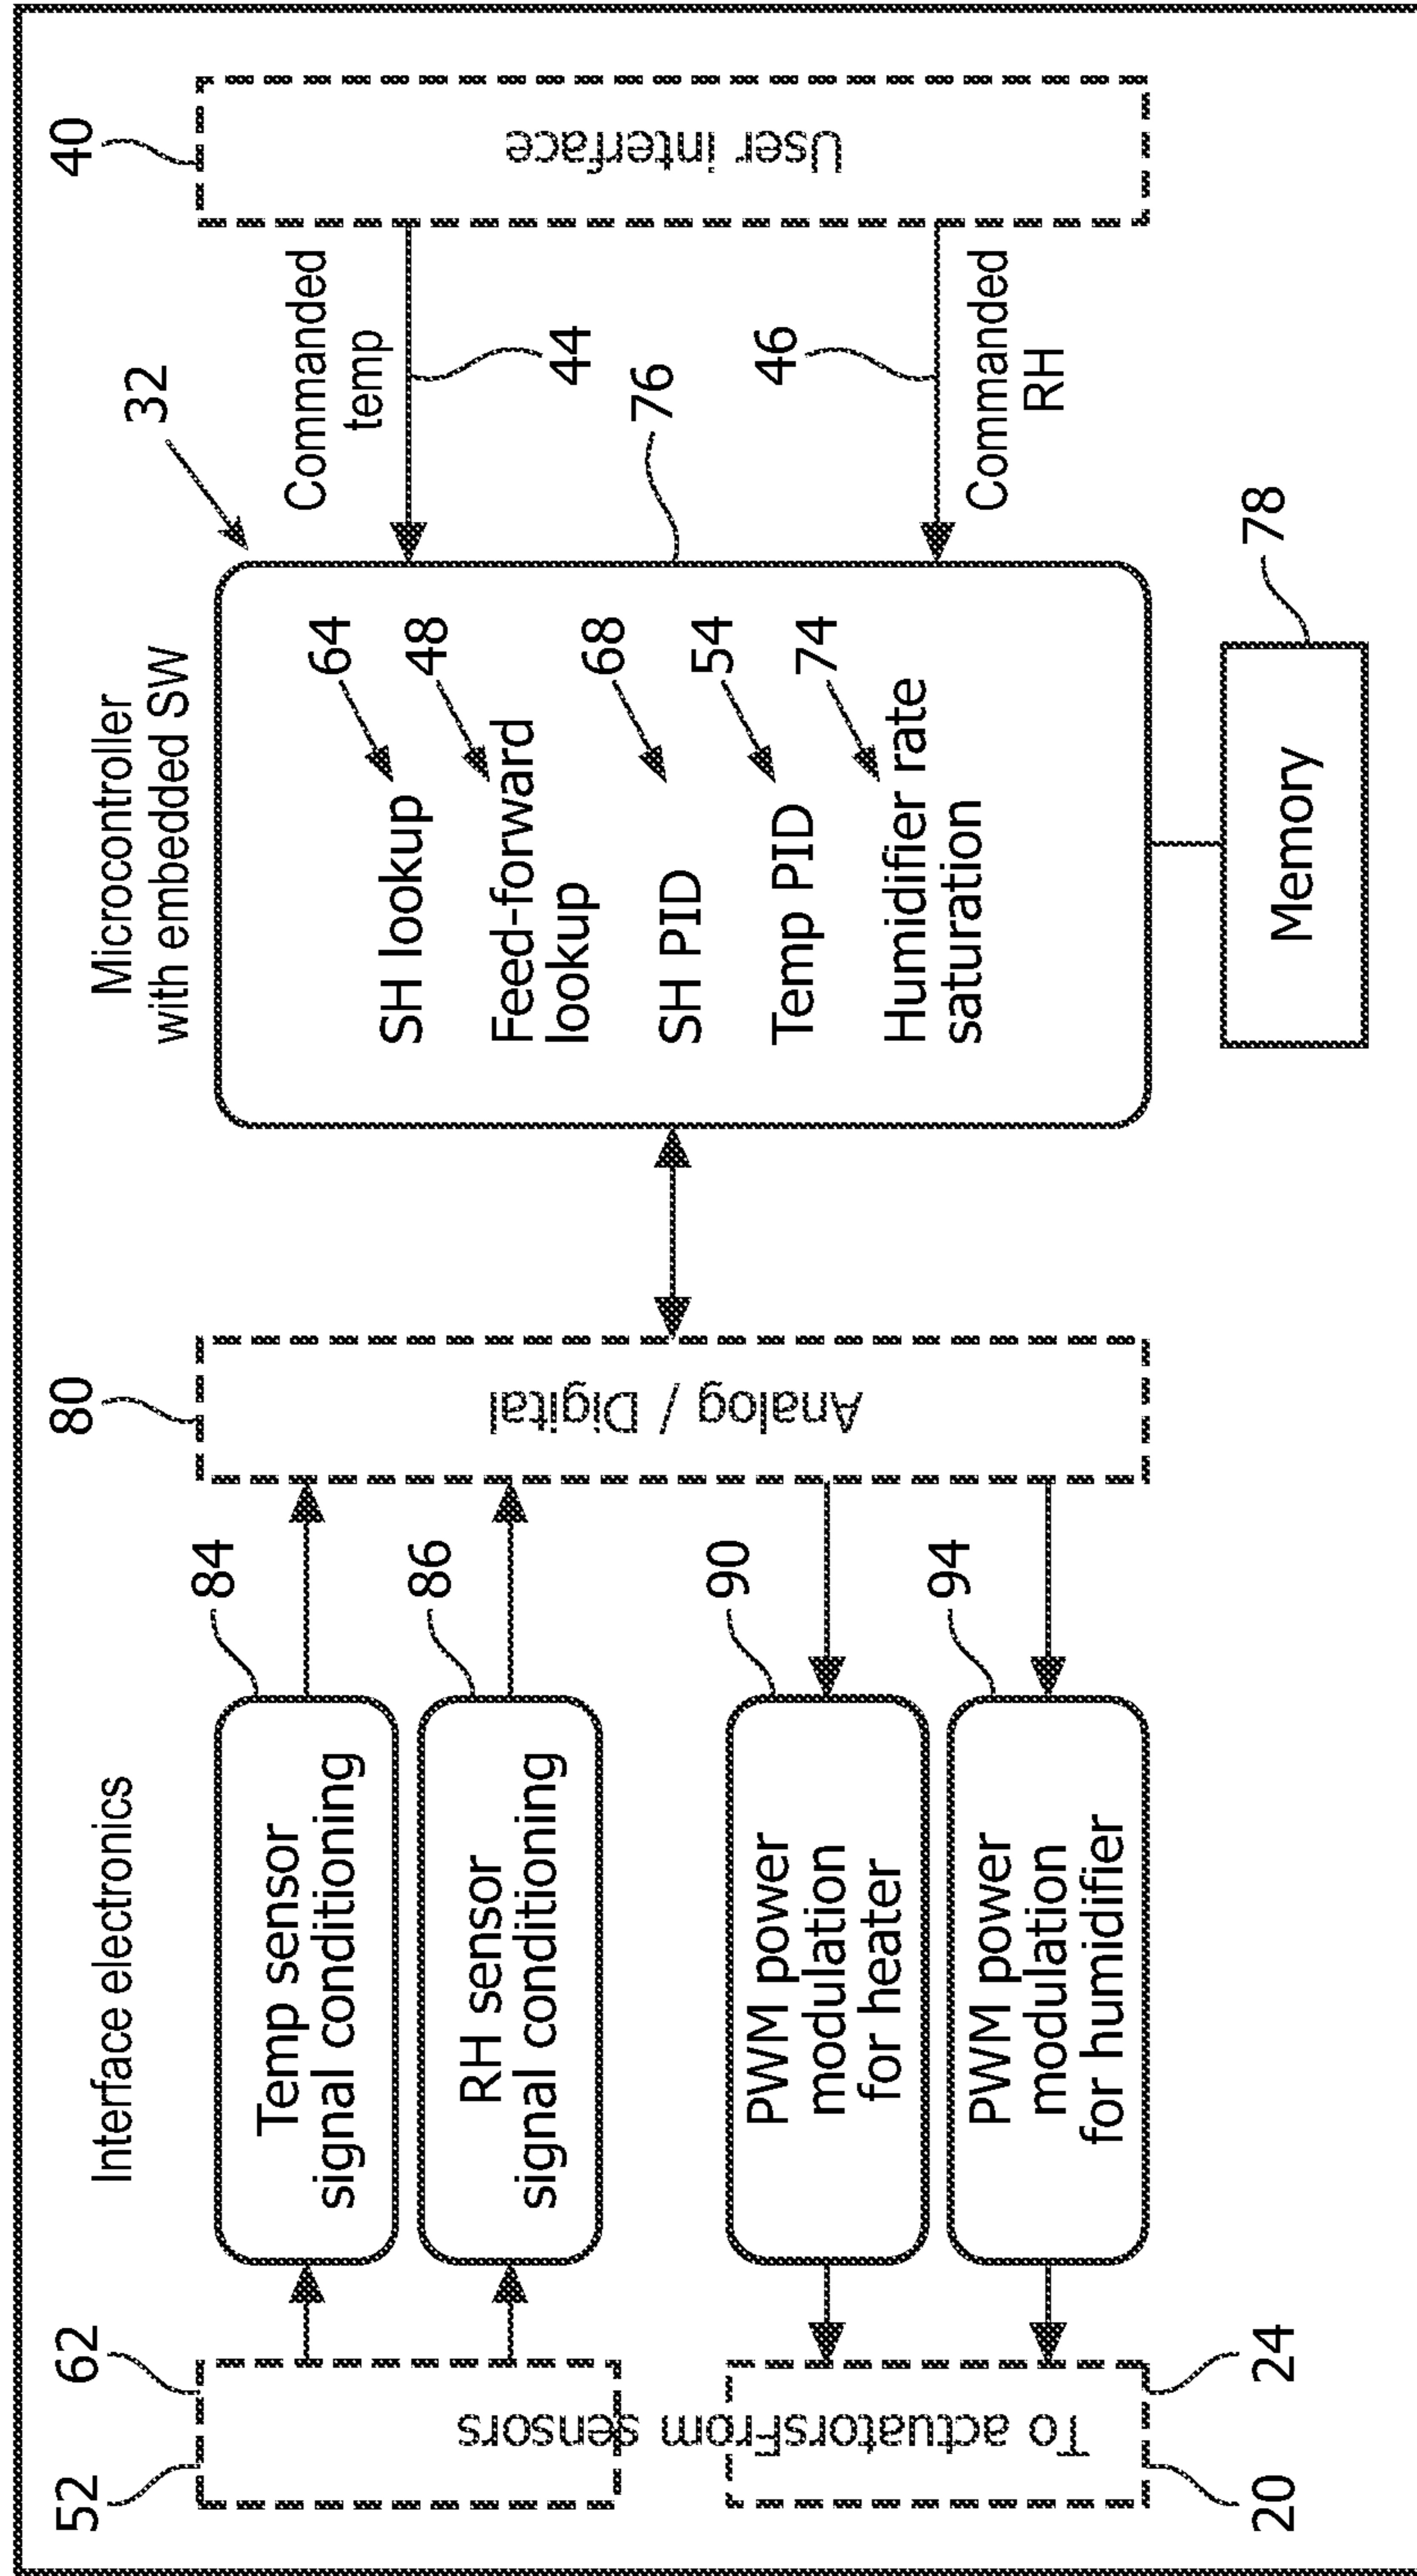 Interface electronics
Microcontroller
with embedded SW
32
52
62
84
80
40
Temp sensor
signal conditioning
86
RH sensor
signal conditioning
90
PWM power
modulation
for heater
94
PWM power
modulation
for humidifier
From sensors
To actuators
20
24
Analog / Digital
64
SH lookup
48
Feed-forward
lookup
68
SH PID
54
Temp PID
74
Humidifier rate
saturation
76
Commanded
temp
44
46
Commanded
RH
User interface
Memory
78